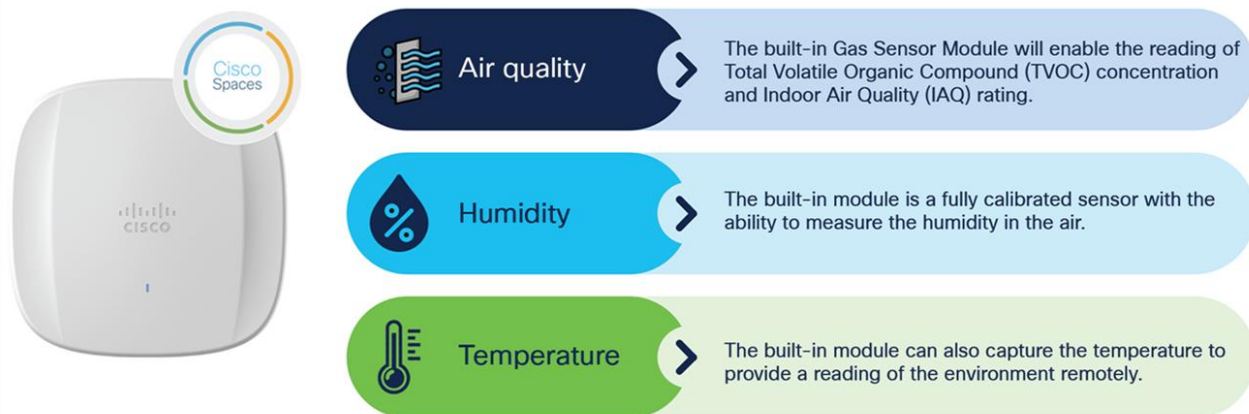 Cisco
Spaces
CISCO
Air quality
The built-in Gas Sensor Module will enable the reading of
Total Volatile Organic Compound (TVOC) concentration
and Indoor Air Quality (IAQ) rating.
%
Humidity
The built-in module is a fully calibrated sensor with the
ability to measure the humidity in the air.
Temperature
The built-in module can also capture the temperature to
provide a reading of the environment remotely.